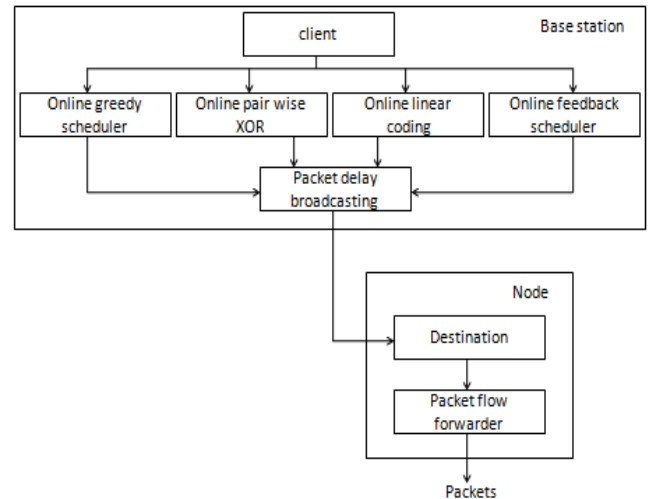 client
Base station
Online greedy
scheduler
Online pair wise
XOR
Online linear
coding
Online feedback
scheduler
Packet delay
broadcasting
Node
Destination
Packet flow
forwarder
Packets